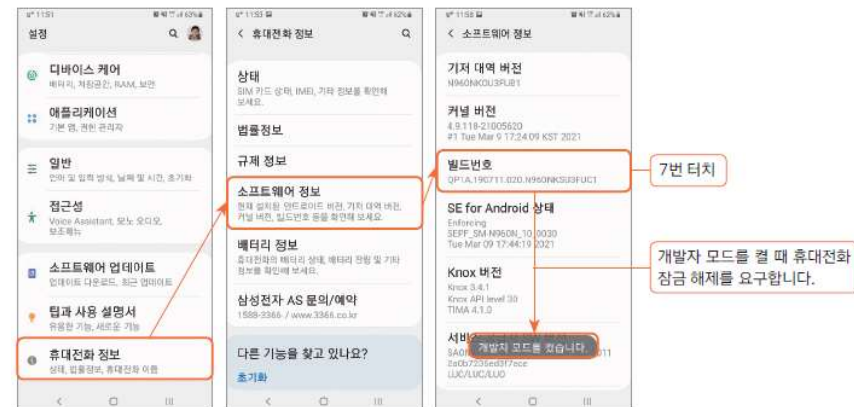 11:51
설정
디바이스 케어
배터리, 저장공간, RAM, 보안
애플리케이션
기본 앱, 권한 관리자
일반
언어 및 입력 방식, 날짜 및 시간, 초기화
접근성
Voice Assistant, 모노 오디오,
보조메뉴
소프트웨어 업데이트
업데이트 다운로드, 최근 업데이트
팁과 사용 설명서
유용한 기능, 새로운 기능
휴대전화 정보
상태, 법률정보, 휴대전화 이름
11:53
휴대전화 정보
상태
SIM 카드 상태, IMEI, 기타 정보를 확인해
보세요.
법률정보
규제 정보
소프트웨어 정보
현재 설치된 안드로이드 버전, 기저 대역 버전,
커널 버전, 빌드번호 등을 확인해 보세요.
배터리 정보
휴대전화의 배터리 상태, 배터리 잔량 및 기타
정보를 확인해 보세요.
삼성전자 AS 문의/예약
1588-3366 / www.3366.co.kr
다른 기능을 찾고 있나요?
초기화
11:58
소프트웨어 정보
기저 대역 버전
N960NKOU3FUB1
커널 버전
4.9.118-21005620
#1 Tue Mar 9 17:24:09 KST 2021
빌드번호
QP1A.190711.020.N960NKSU3FUC1
SE for Android 상태
Enforcing
SEPF_SM-N960N_10_0030
Tue Mar 09 17:44:19 2021
Knox 버전
Knox 3.4.1
Knox API level 30
TIMA 4.1.0
개발자 모드를 켰습니다.
LUC/LUC/LUO
7번 터치
개발자 모드를 켤 때 휴대전화
잠금 해제를 요구합니다.